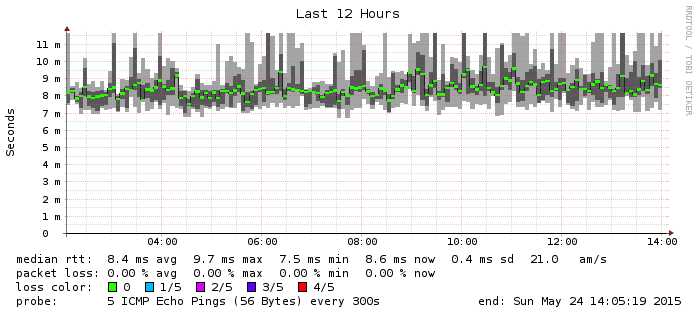 Last 12 Hours
RRDTOOL / TOBI OETIKER
Seconds
11 m
10 m
9 m
8 m
7 m
6 m
5 m
4 m
3 m
2 m
1 m
0
04:00 06:00 08:00 10:00 12:00 14:00
median rtt: 8.4 ms avg 9.7 ms max 7.5 ms min 8.6 ms now 0.4 ms sd 21.0 am/s
packet loss: 0.00 % avg 0.00 % max 0.00 % min 0.00 % now
loss color: 0 1/5 2/5 3/5 4/5
probe: 5 ICMP Echo Pings (56 Bytes) every 300s end: Sun May 24 14:05:19 2015